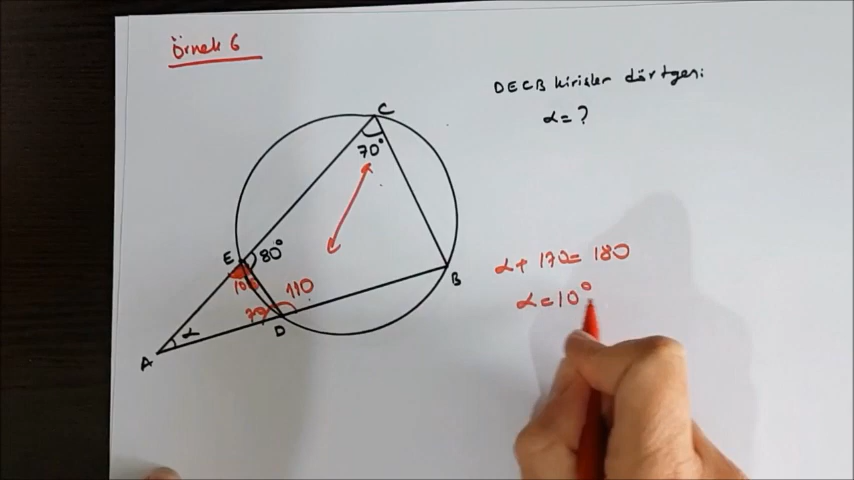 Örnek 6
DECB kirişler dörtgeni
α = ?
C
70°
E
80°
100
110
70
B
D
α
A
α + 170 = 180
α = 10°